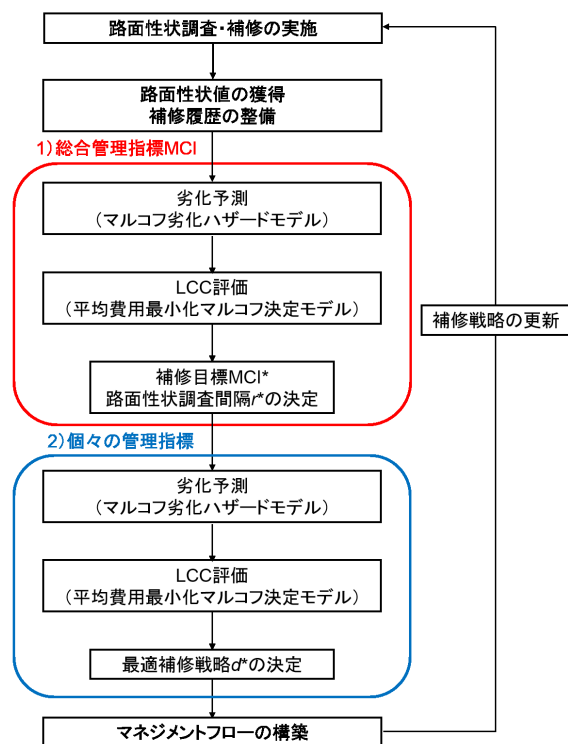 路面性状調査・補修の実施
路面性状値の獲得
補修履歴の整備
1)総合管理指標MCI
劣化予測
(マルコフ劣化ハザードモデル)
LCC評価
(平均費用最小化マルコフ決定モデル)
補修目標MCI*
路面性状調査間隔r*の決定
補修戦略の更新
2)個々の管理指標
劣化予測
(マルコフ劣化ハザードモデル)
LCC評価
(平均費用最小化マルコフ決定モデル)
最適補修戦略d*の決定
マネジメントフローの構築